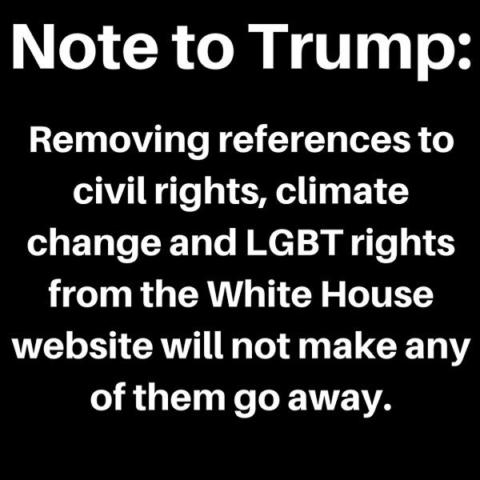 Note to Trump:
Removing references to
civil rights, climate
change and LGBT rights
from the White House
website will not make any
of them go away.